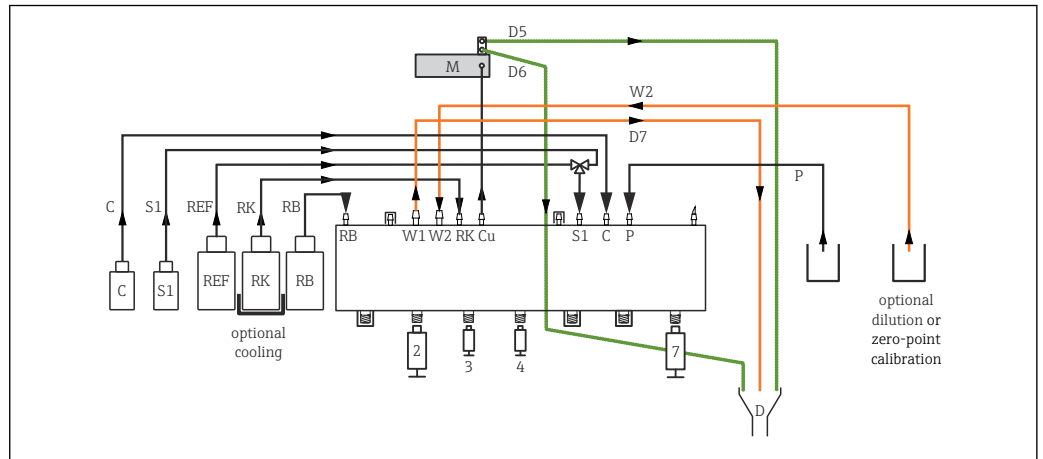 D5
M
D6
W2
D7
P
C
S1
REF
RK
RB
RB
W1
W2
RK
Cu
S1
C
P
C
S1
REF
RK
RB
optional
cooling
optional
dilution or
zero-point
calibration
2
3
4
7
D